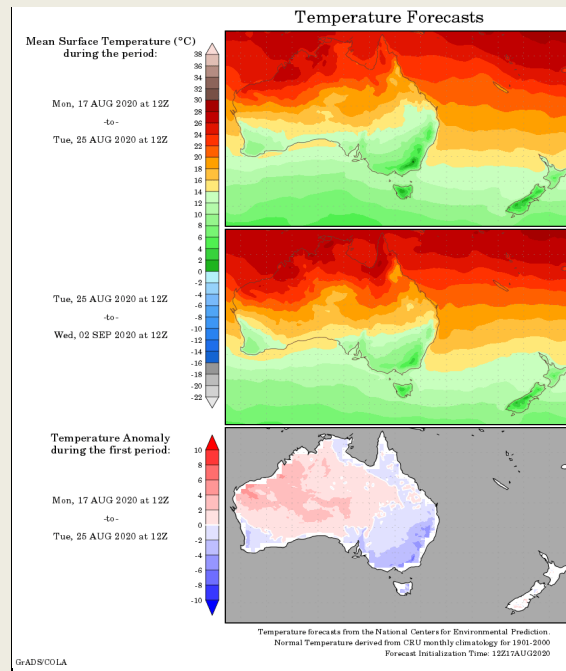 Temperature Forecasts
Mean Surface Temperature (°C)
during the period:
Mon, 17 AUG 2020 at 12Z
-to-
Tue, 25 AUG 2020 at 12Z
38
36
34
32
30
28
26
24
22
20
18
16
14
12
10
8
6
4
2
0
-2
-4
-6
-8
-10
-12
-14
-16
-18
-20
-22
Tue, 25 AUG 2020 at 12Z
-to-
Wed, 02 SEP 2020 at 12Z
Temperature Anomaly
during the first period:
Mon, 17 AUG 2020 at 12Z
-to-
Tue, 25 AUG 2020 at 12Z
10
8
6
4
2
0
-2
-4
-6
-8
-10
Temperature forecasts from the National Centers for Environmental Prediction.
Normal Temperature derived from CRU monthly climatology for 1901-2000
Forecast Initialization Time: 12Z17AUG2020
GrADS/COLA